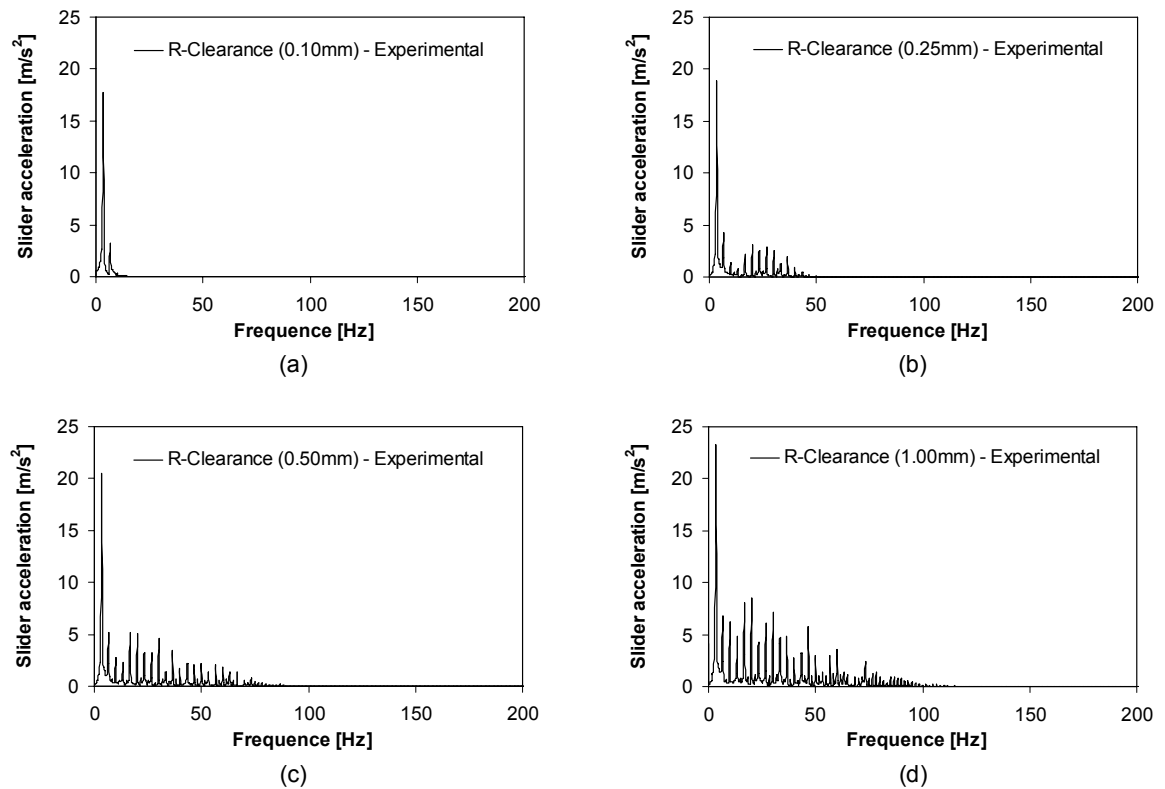 25
20
15
10
5
0
Slider acceleration [m/s²]
R-Clearance (0.10mm) - Experimental
0 50 100 150 200
Frequence [Hz]
(a)
25
20
15
10
5
0
Slider acceleration [m/s²]
R-Clearance (0.25mm) - Experimental
0 50 100 150 200
Frequence [Hz]
(b)
25
20
15
10
5
0
Slider acceleration [m/s²]
R-Clearance (0.50mm) - Experimental
0 50 100 150 200
Frequence [Hz]
(c)
25
20
15
10
5
0
Slider acceleration [m/s²]
R-Clearance (1.00mm) - Experimental
0 50 100 150 200
Frequence [Hz]
(d)